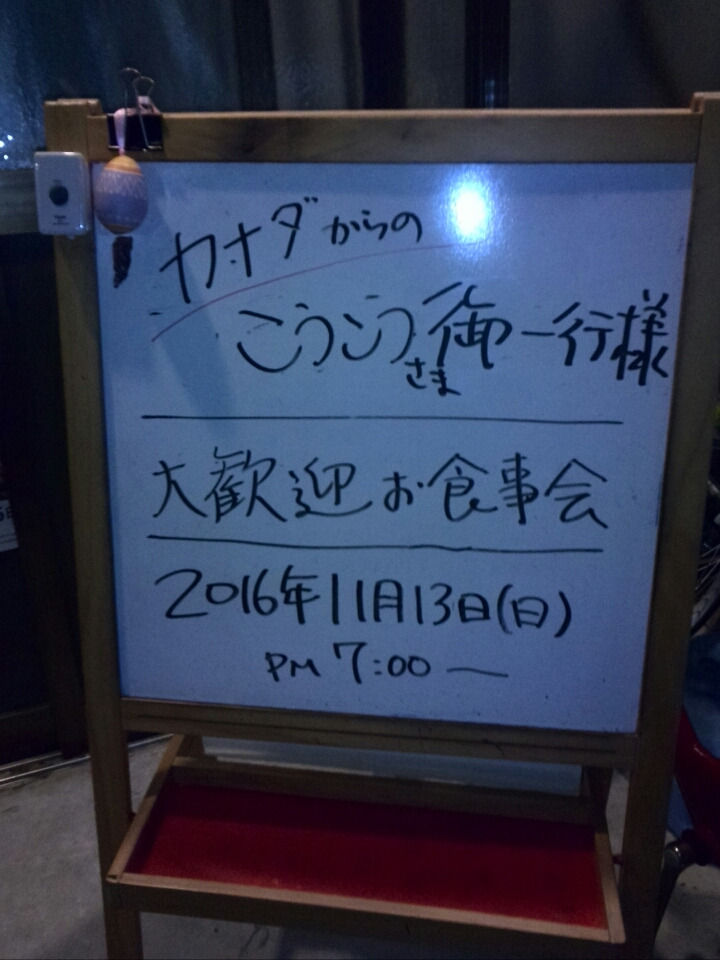 カナダからの
こうこうさま御一行様
大歓迎お食事会
2016年11月13日(日)
PM 7:00 ―